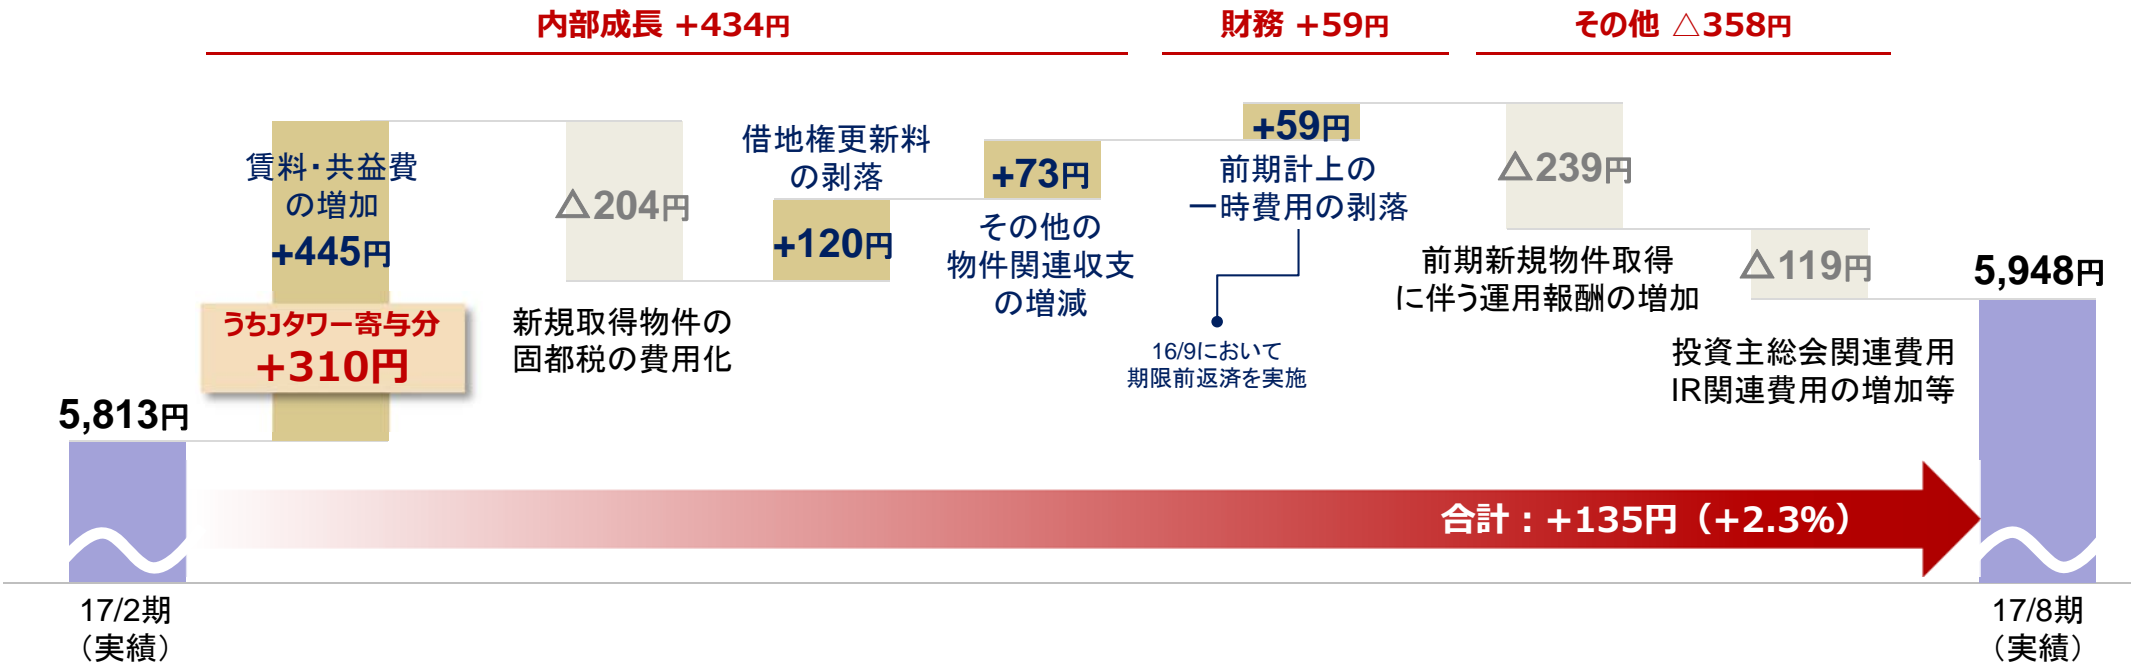 内部成長 +434円
財務 +59円
その他 △358円
5,813円
賃料・共益費
の増加
+445円
うちJタワー寄与分
+310円
△204円
新規取得物件の
固都税の費用化
借地権更新料
の剥落
+120円
+73円
その他の
物件関連収支
の増減
+59円
前期計上の
一時費用の剥落
16/9において
期限前返済を実施
△239円
前期新規物件取得
に伴う運用報酬の増加
△119円
投資主総会関連費用
IR関連費用の増加等
5,948円
合計：+135円（+2.3%）
17/2期
（実績）
17/8期
（実績）